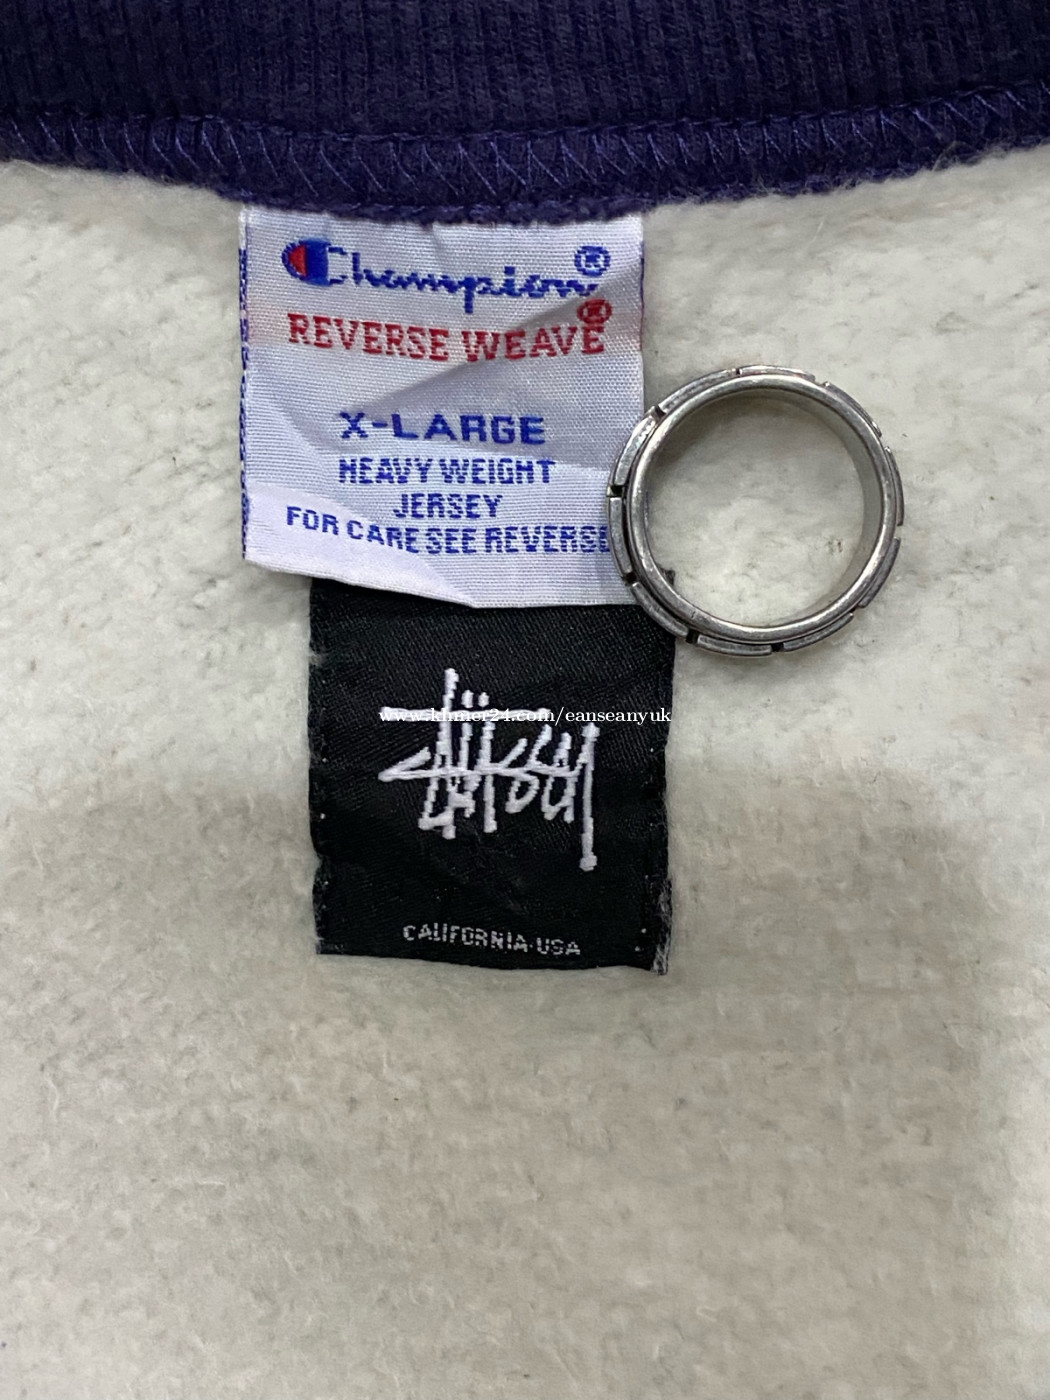 Champion®
REVERSE WEAVE®
X-LARGE
HEAVY WEIGHT
JERSEY
FOR CARE SEE REVERSE
www.khmer24.com/eanseanyuk
Stüssy
CALIFORNIA-USA